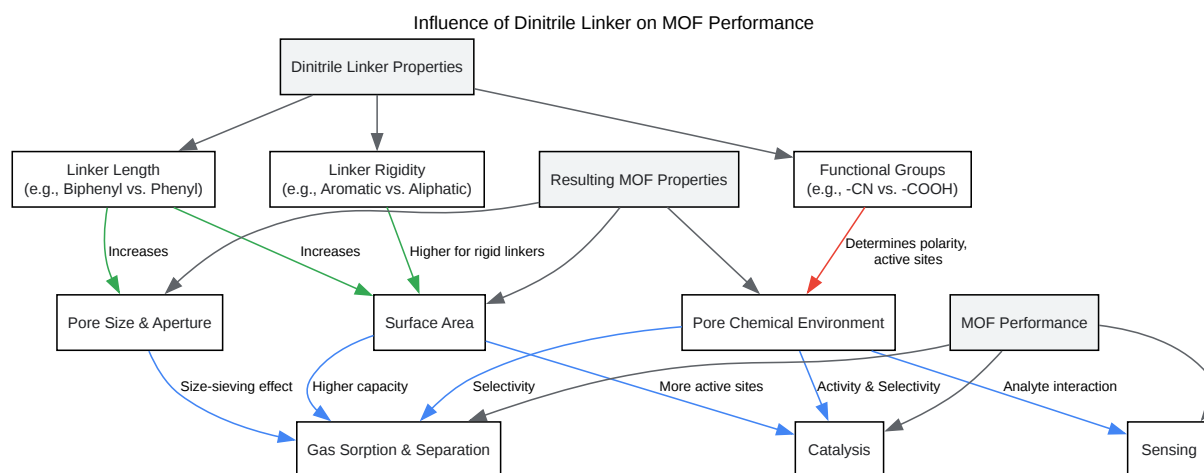 Influence of Dinitrile Linker on MOF Performance
Dinitrile Linker Properties
Linker Length
(e.g., Biphenyl vs. Phenyl)
Linker Rigidity
(e.g., Aromatic vs. Aliphatic)
Resulting MOF Properties
Functional Groups
(e.g., -CN vs. -COOH)
Increases
Increases
Higher for rigid linkers
Determines polarity,
active sites
Pore Size & Aperture
Surface Area
Pore Chemical Environment
MOF Performance
Size-sieving effect
Higher capacity
Selectivity
More active sites
Activity & Selectivity
Analyte interaction
Gas Sorption & Separation
Catalysis
Sensing